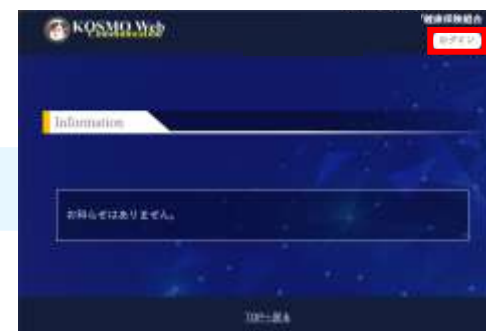 KOSMO Web
健康保険組合
ログイン
Information
お知らせはありません。
TOPへ戻る